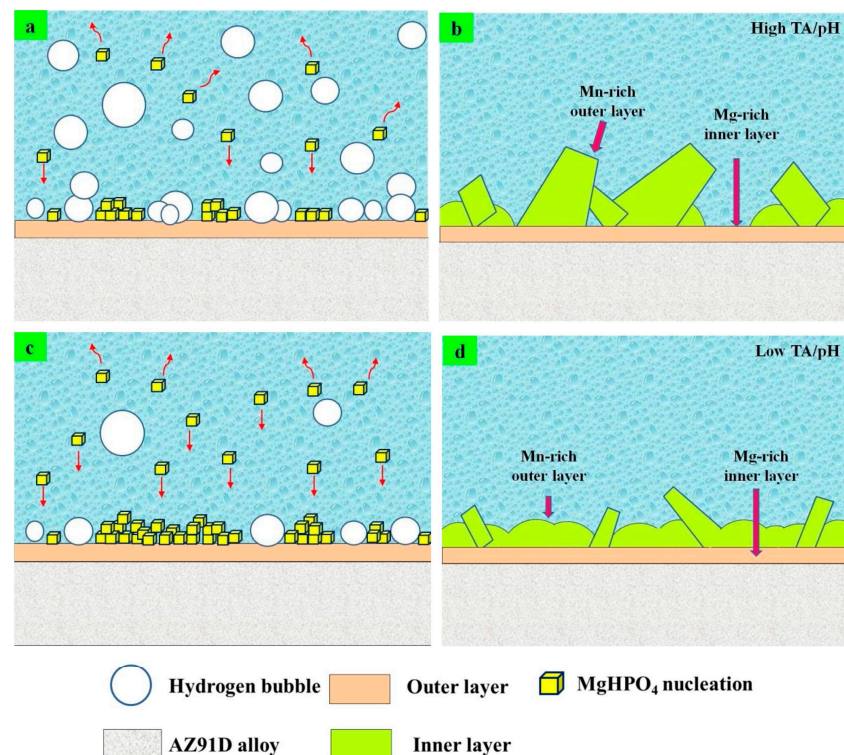 a
b
High TA/pH
Mn-rich
outer layer
Mg-rich
inner layer
c
d
Low TA/pH
Mn-rich
outer layer
Mg-rich
inner layer
Hydrogen bubble
Outer layer
MgHPO₄ nucleation
AZ91D alloy
Inner layer